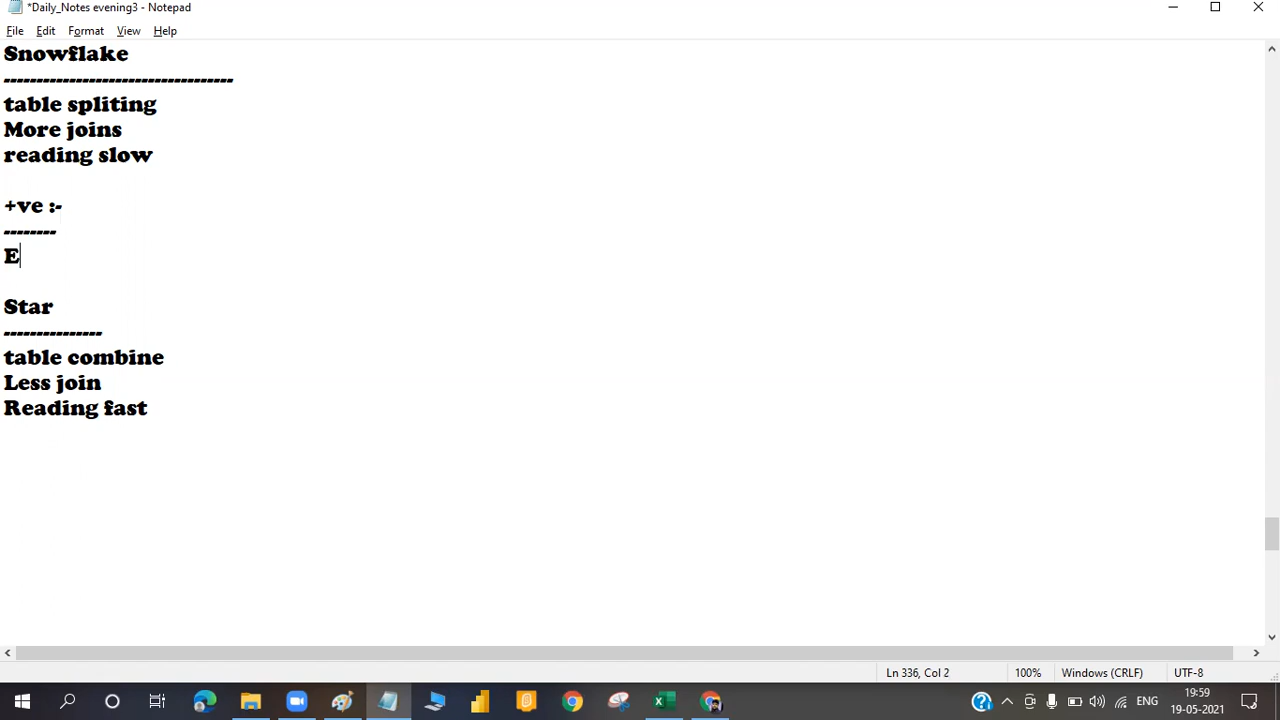 *Daily_Notes evening3 - Notepad
File Edit Format View Help
Snowflake
-----------------------------------
table spliting
More joins
reading slow
+ve :-
--------
E
Star
---------------
table combine
Less join
Reading fast
Ln 336, Col 2 100% Windows (CRLF) UTF-8
ENG 19:59
19-05-2021